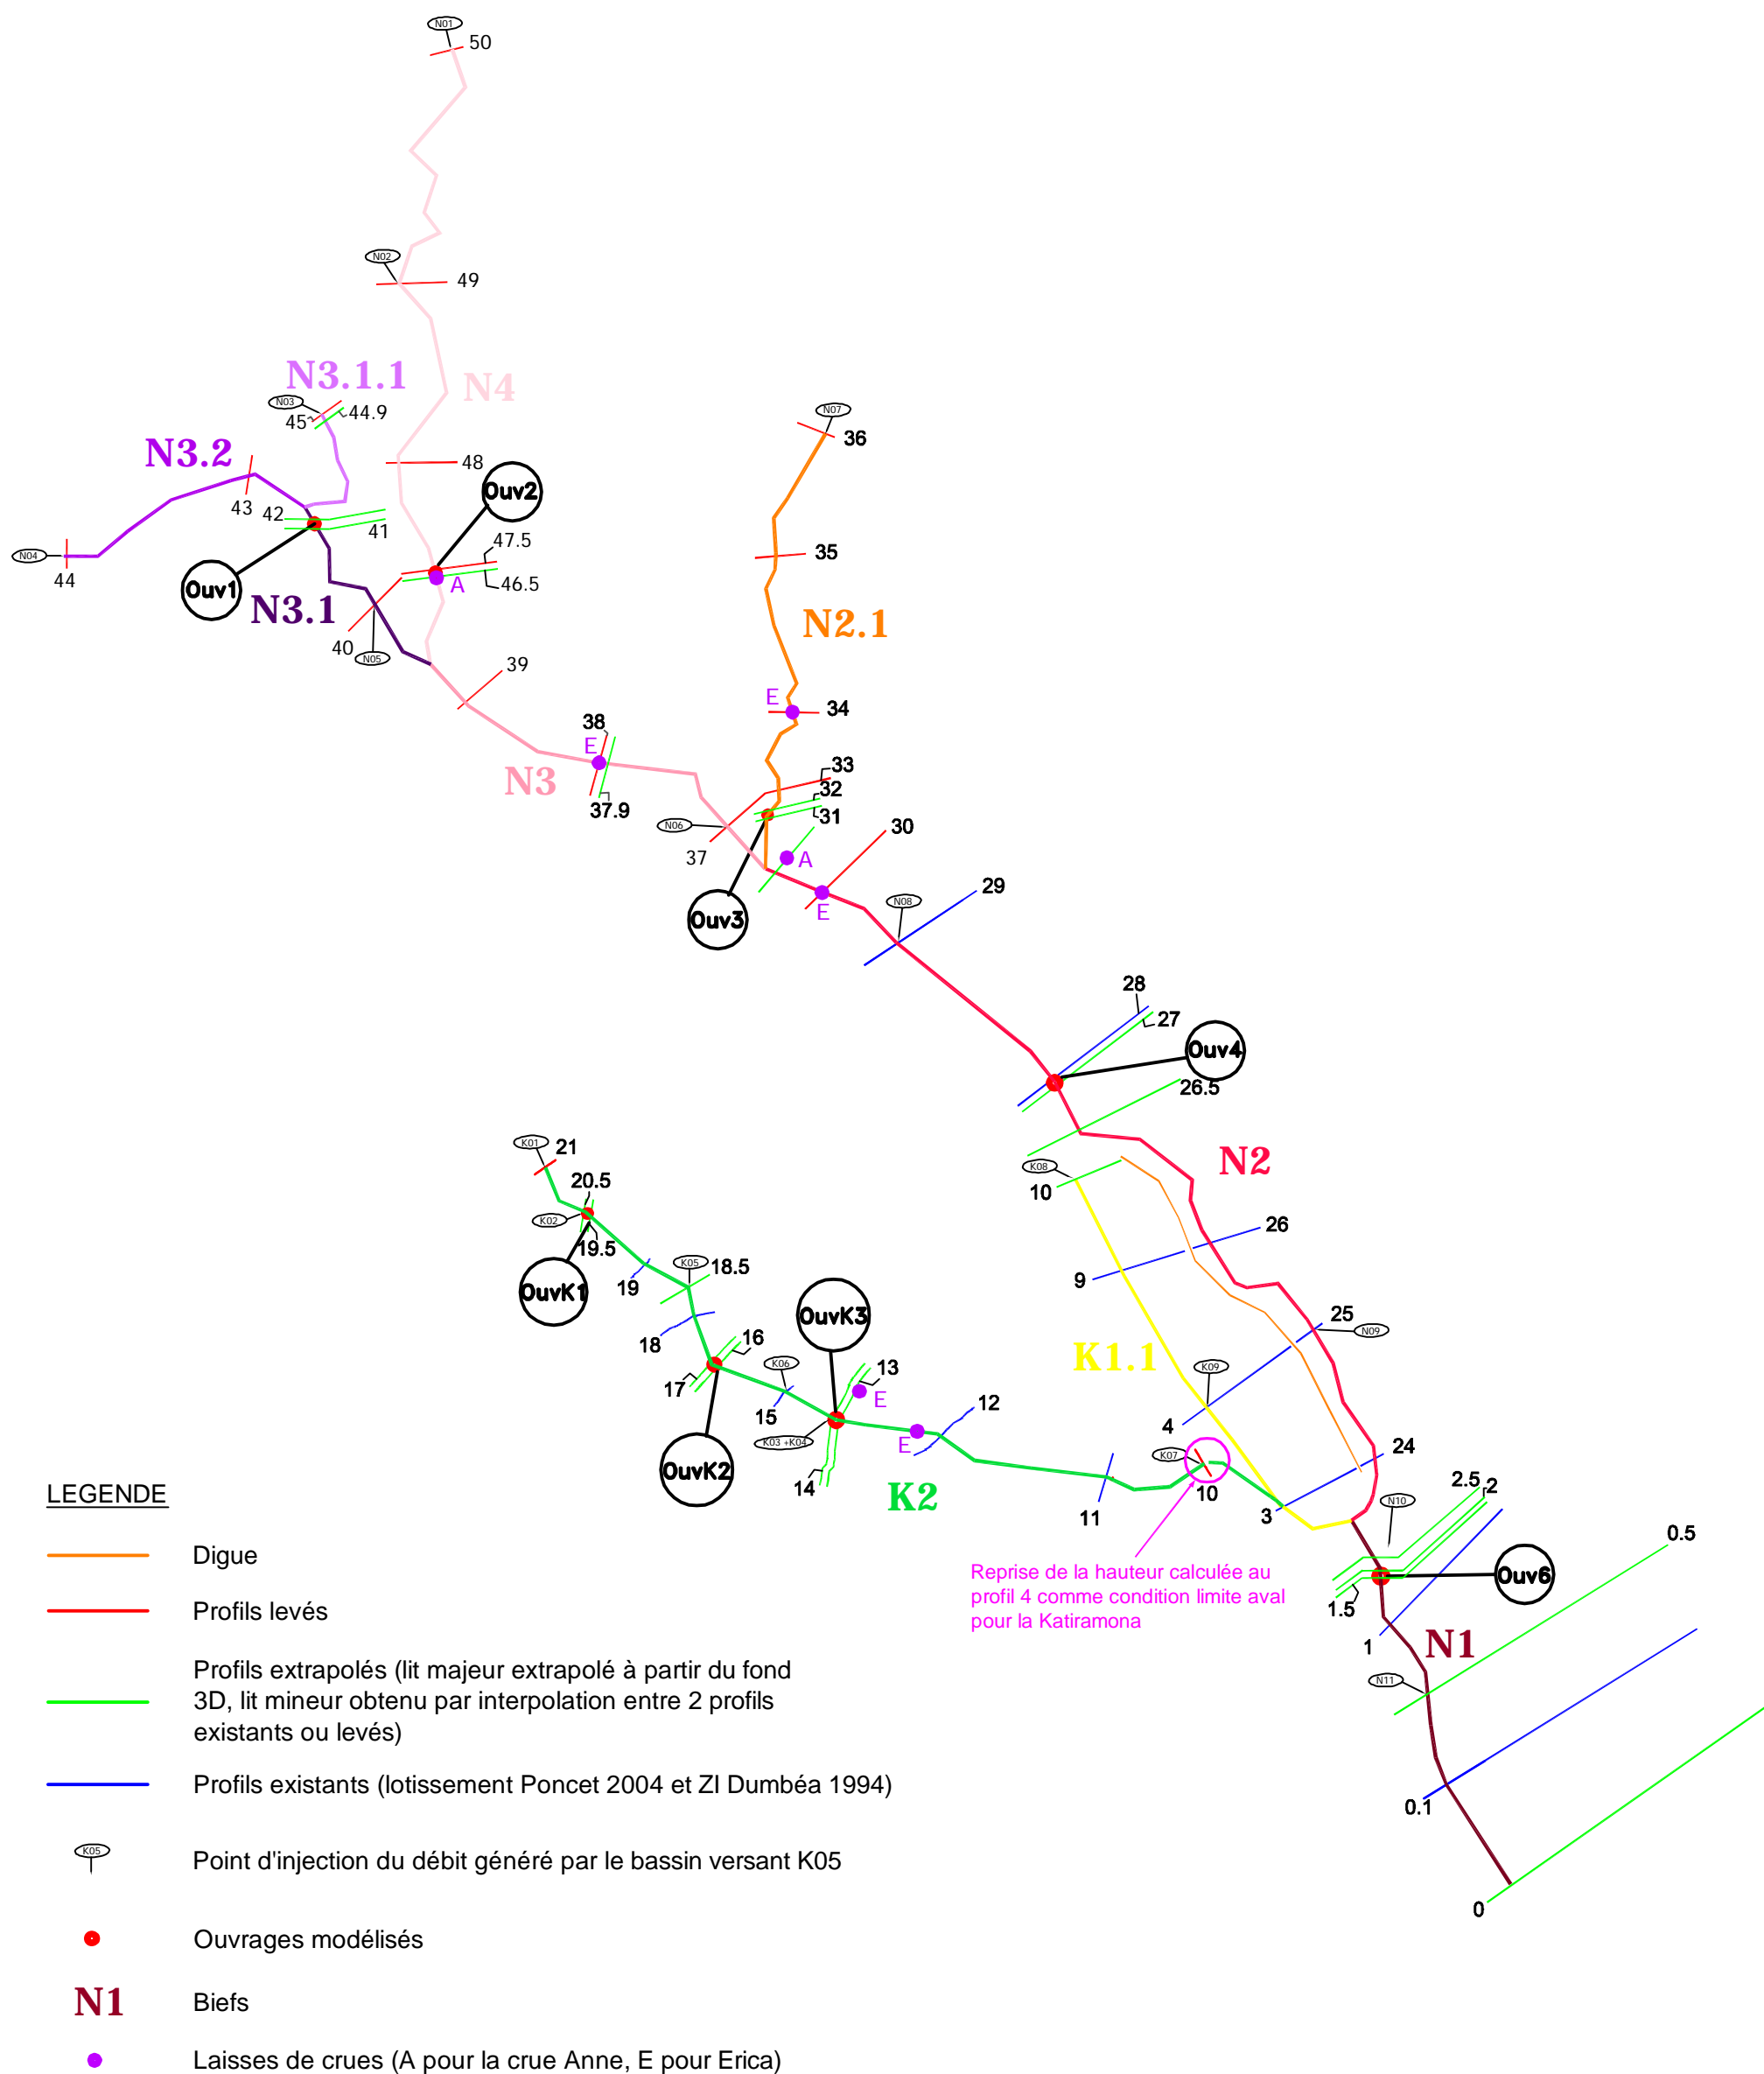 N01
50
N02
49
N3.1.1
N4
N03
45
44.9
N07
36
N3.2
48
Ouv2
43
42
41
47.5
35
N04
44
A
46.5
Ouv1
N3.1
N2.1
40
N05
39
E
34
38
E
N3
33
32
37.9
31
N06
30
37
A
29
E
N08
Ouv3
28
27
Ouv4
26.5
K01
21
N2
K08
20.5
10
K02
26
19.5
K05
18.5
9
19
OuvK1
OuvK3
25
N09
18
16
K1.1
K06
13
K09
17
E
12
15
4
K03 +K04
E
24
K07
OuvK2
14
K2
10
2.5
2
N10
11
3
0.5
Reprise de la hauteur calculée au
profil 4 comme condition limite aval
pour la Katiramona
Ouv6
1.5
1
N1
N11
0.1
0
LEGENDE
Digue
Profils levés
Profils extrapolés (lit majeur extrapolé à partir du fond
3D, lit mineur obtenu par interpolation entre 2 profils
existants ou levés)
Profils existants (lotissement Poncet 2004 et ZI Dumbéa 1994)
K05
Point d'injection du débit généré par le bassin versant K05
Ouvrages modélisés
N1
Biefs
Laisses de crues (A pour la crue Anne, E pour Erica)